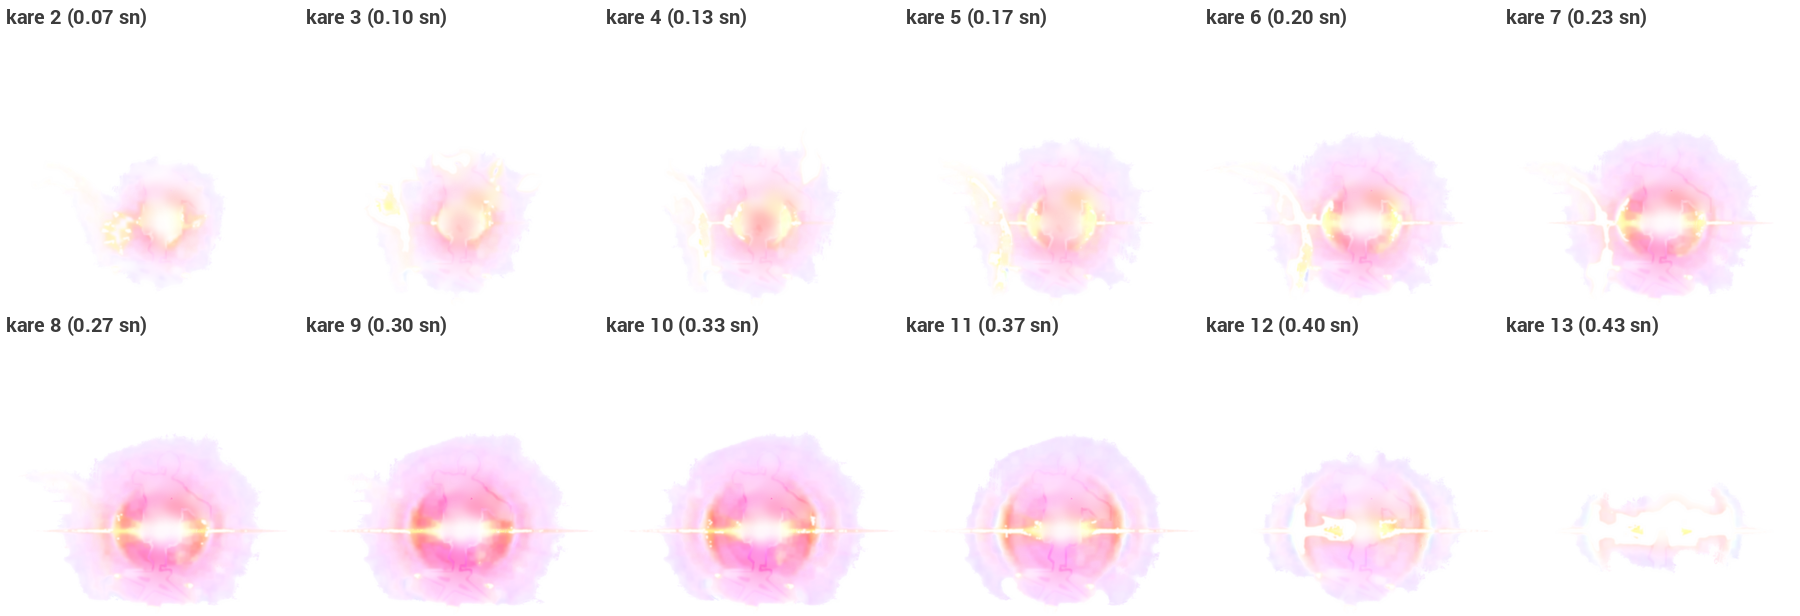 kare 2 (0.07 sn)
kare 3 (0.10 sn)
kare 4 (0.13 sn)
kare 5 (0.17 sn)
kare 6 (0.20 sn)
kare 7 (0.23 sn)
kare 8 (0.27 sn)
kare 9 (0.30 sn)
kare 10 (0.33 sn)
kare 11 (0.37 sn)
kare 12 (0.40 sn)
kare 13 (0.43 sn)